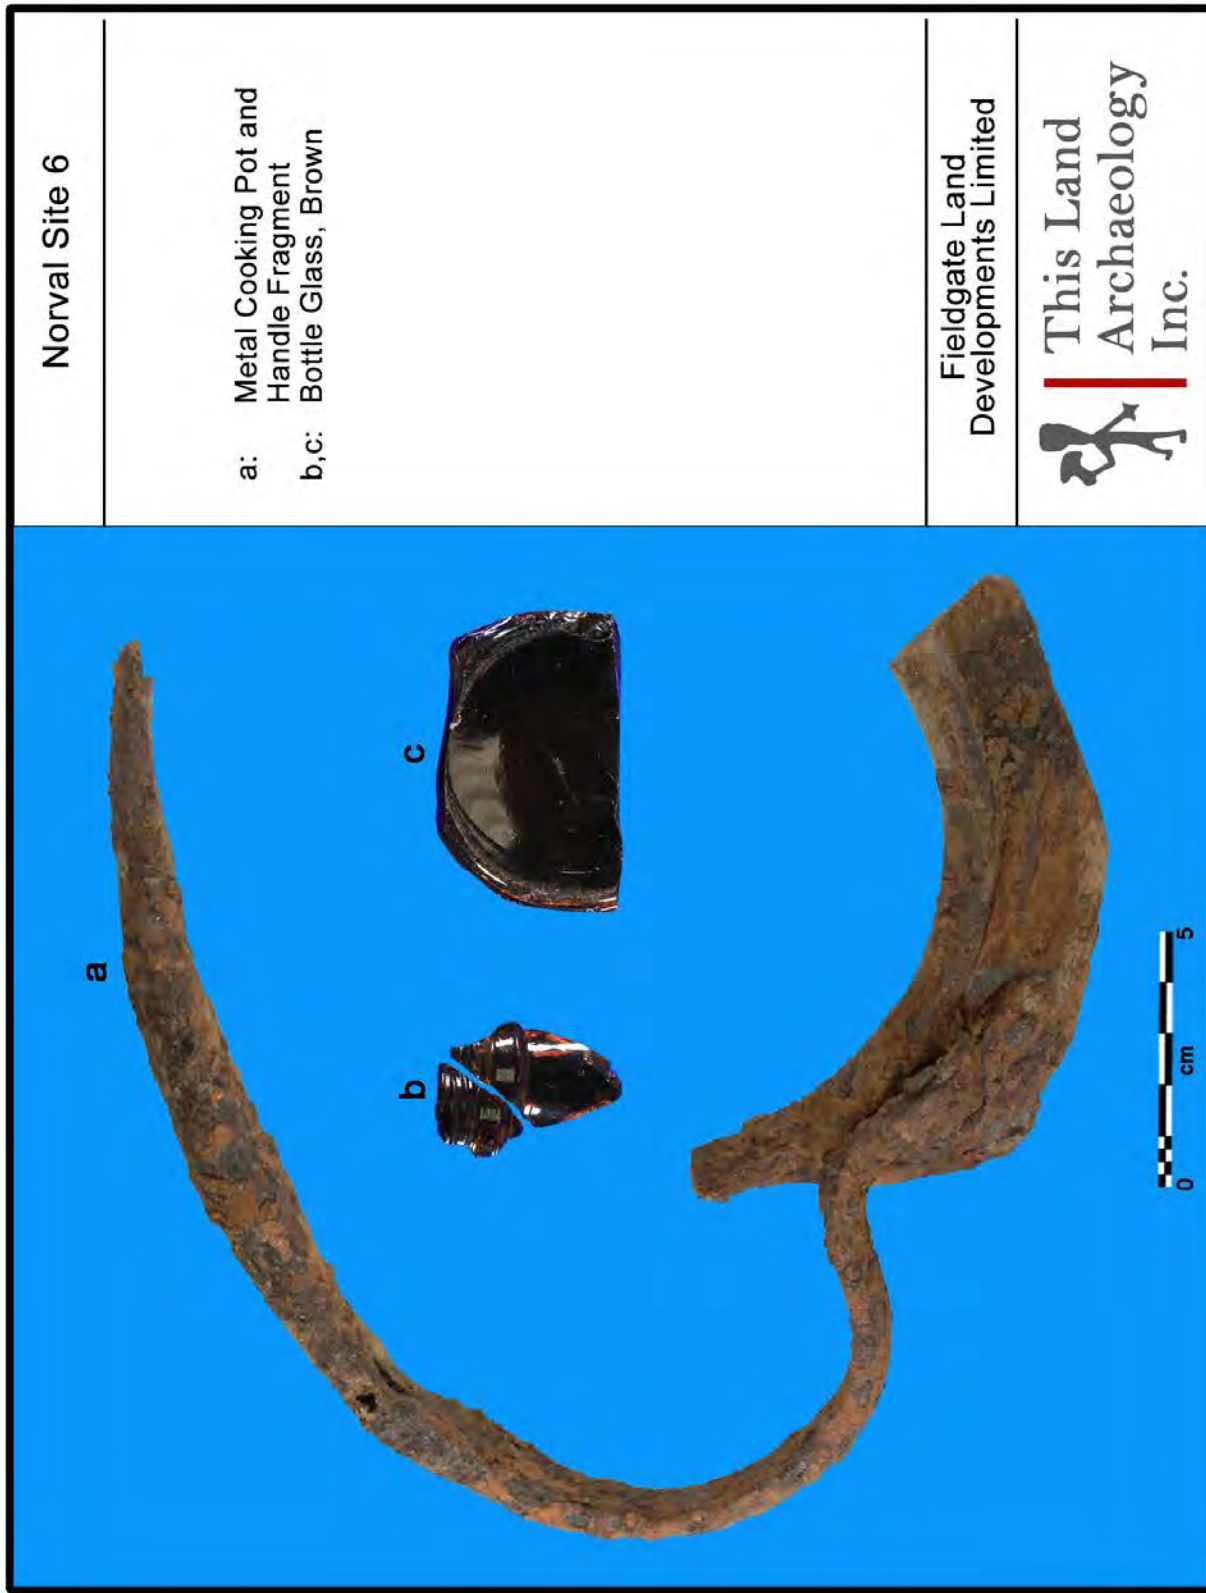 Norval Site 6
a: Metal Cooking Pot and
Handle Fragment
b,c: Bottle Glass, Brown
Fieldgate Land
Developments Limited
This Land
Archaeology
Inc.
a
b
c
0 cm 5